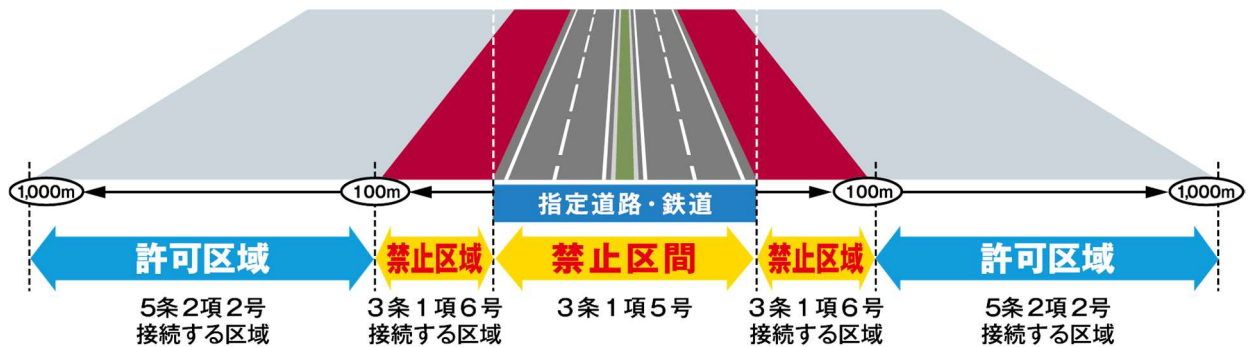 1,000m 100m 指定道路・鉄道 100m 1,000m
許可区域 禁止区域 禁止区間 禁止区域 許可区域
5条2項2号 3条1項6号 3条1項5号 3条1項6号 5条2項2号
接続する区域 接続する区域 接続する区域 接続する区域